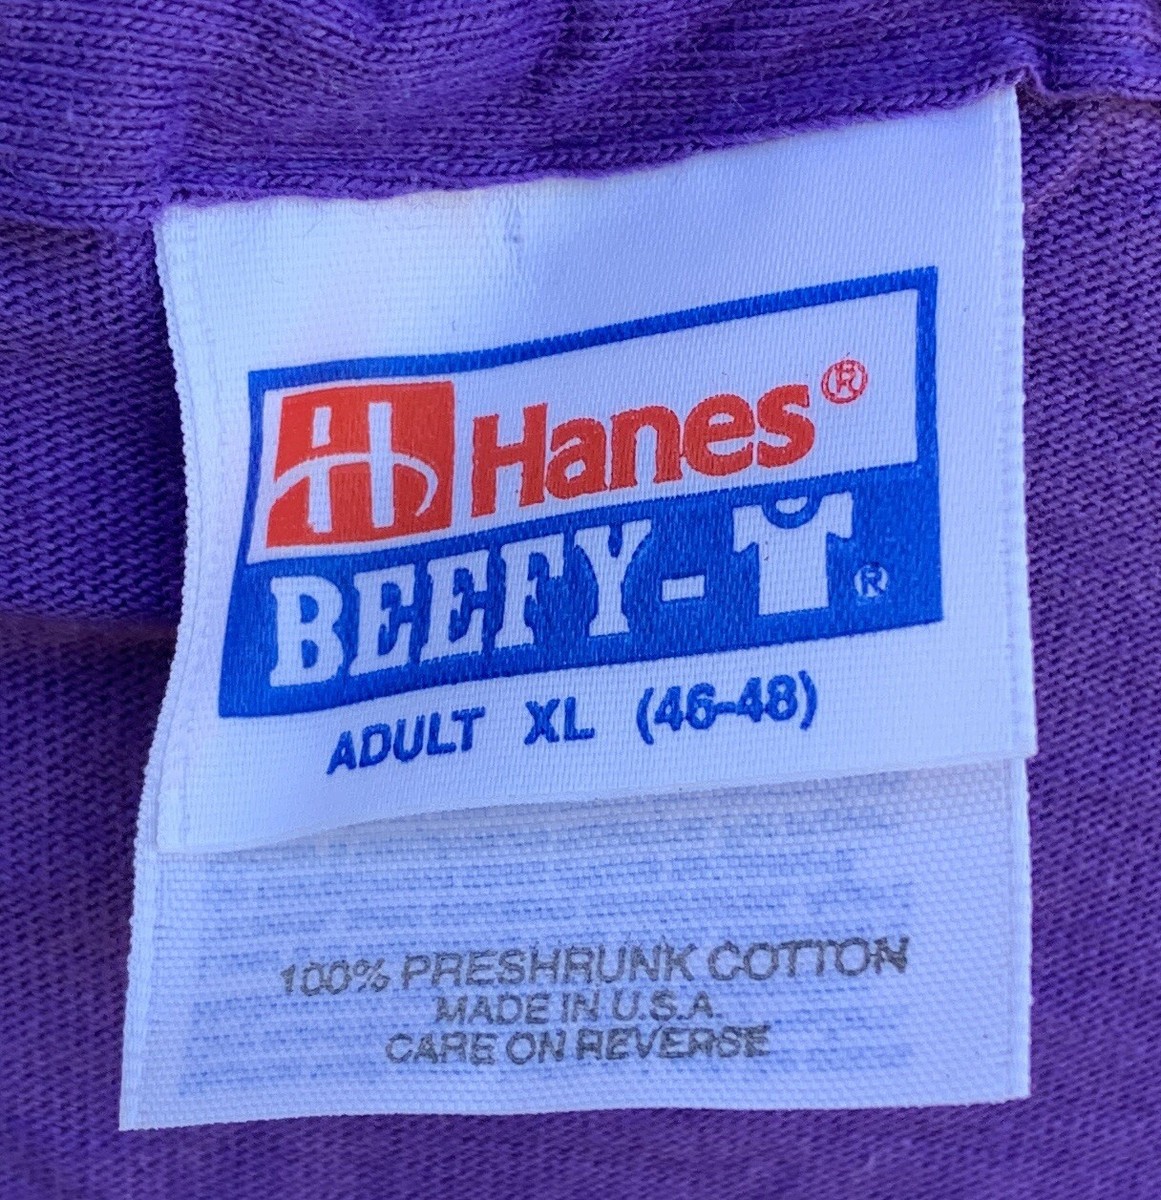 H Hanes®
BEEFY-T®
ADULT XL (46-48)
100% PRESHRUNK COTTON
MADE IN U.S.A.
CARE ON REVERSE